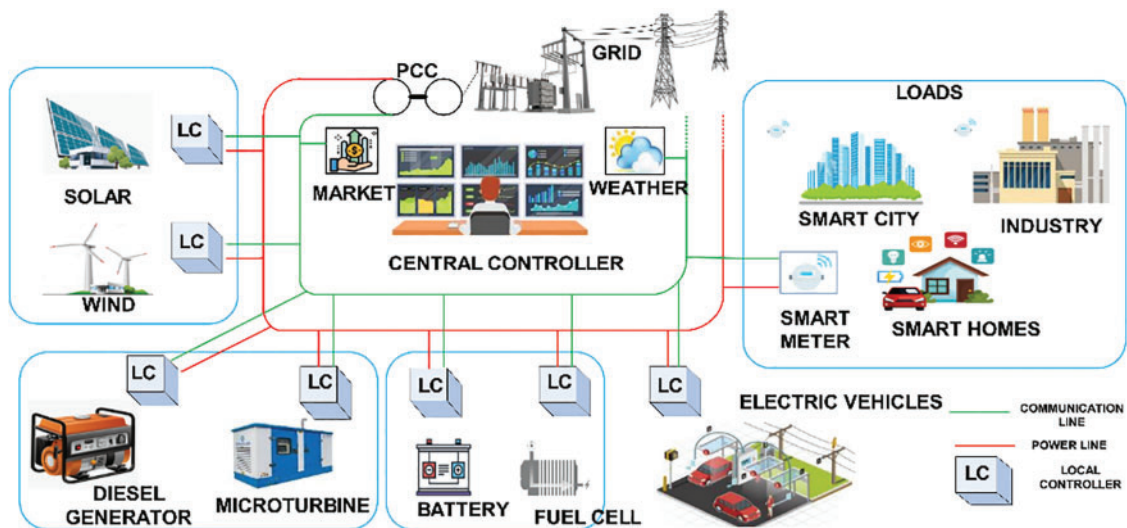 GRID
PCC
LC
SOLAR
LC
WIND
MARKET
WEATHER
CENTRAL CONTROLLER
LOADS
SMART CITY
INDUSTRY
SMART
METER
SMART HOMES
LC
DIESEL
GENERATOR
LC
MICROTURBINE
LC
BATTERY
LC
FUEL CELL
LC
ELECTRIC VEHICLES
COMMUNICATION
LINE
POWER LINE
LC
LOCAL
CONTROLLER